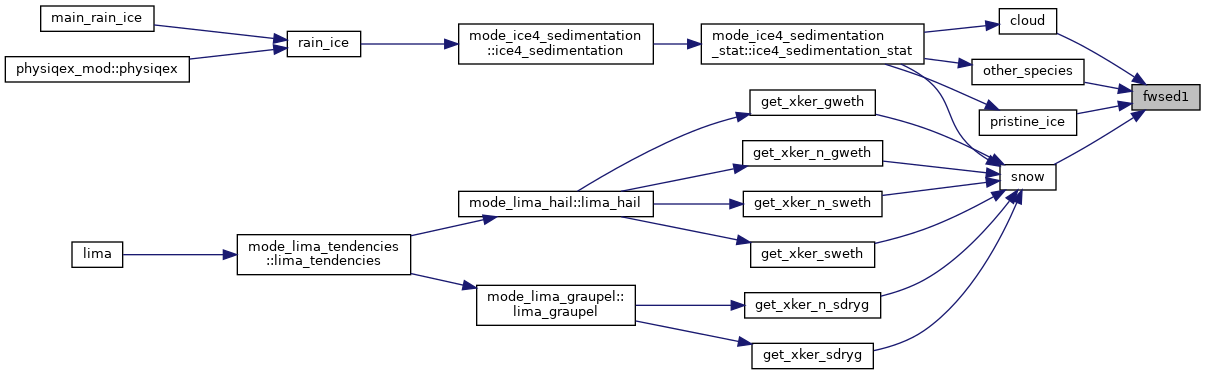 main_rain_ice
physiqex_mod::physiqex
rain_ice
mode_ice4_sedimentation
::ice4_sedimentation
mode_ice4_sedimentation
_stat::ice4_sedimentation_stat
cloud
other_species
pristine_ice
fwsed1
get_xker_gweth
get_xker_n_gweth
snow
mode_lima_hail::lima_hail
get_xker_n_sweth
get_xker_sweth
lima
mode_lima_tendencies
::lima_tendencies
mode_lima_graupel::
lima_graupel
get_xker_n_sdryg
get_xker_sdryg